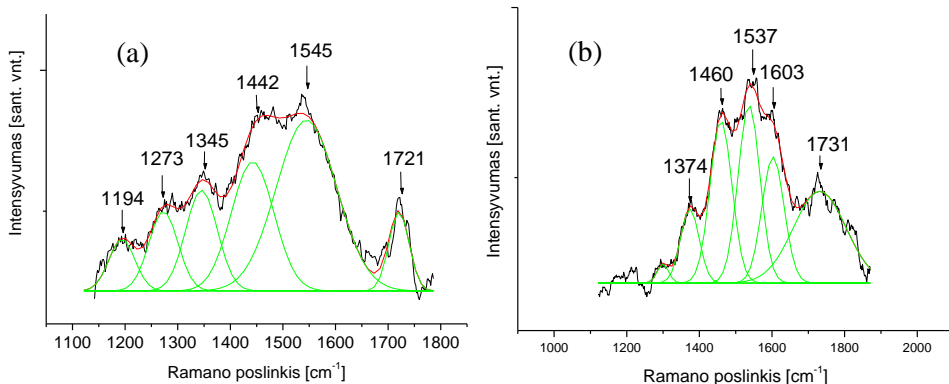 (a)
1545
1442
1345
1273
1194
1721
Intensyvumas [sant. vnt.]
1100 1200 1300 1400 1500 1600 1700 1800
Ramano poslinkis [cm-1]
(b)
1537
1460
1603
1731
1374
Intensyvumas [sant. vnt.]
1000 1200 1400 1600 1800 2000
Ramano poslinkis [cm-1]